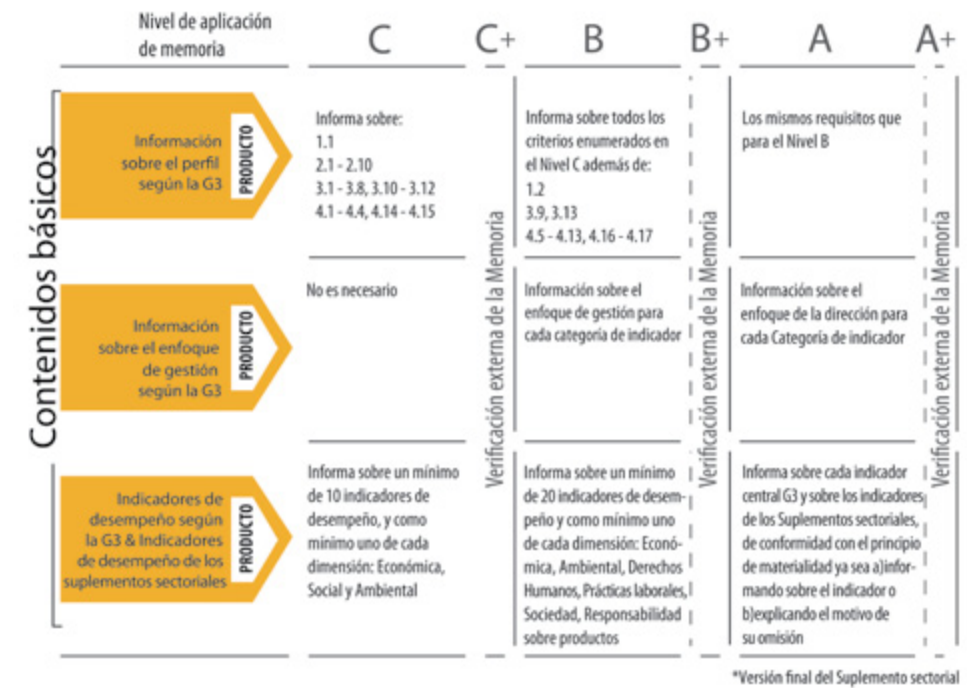 Nivel de aplicación
de memoria
C
C+
B
B+
A
A+
Contenidos básicos
Información
sobre el perfil
según la G3
PRODUCTO
Informa sobre:
1.1
2.1 - 2.10
3.1 - 3.8, 3.10 - 3.12
4.1 - 4.4, 4.14 - 4.15
Informa sobre todos los
criterios enumerados en
el Nivel C además de:
1.2
3.9, 3.13
4.5 - 4.13, 4.16 - 4.17
Los mismos requisitos que
para el Nivel B
Información
sobre el enfoque
de gestión
según la G3
PRODUCTO
No es necesario
Información sobre el
enfoque de gestión para
cada categoría de indicador
Información sobre el
enfoque de la dirección para
cada Categoría de indicador
Indicadores de
desempeño según
la G3 & Indicadores
de desempeño de los
suplementos sectoriales
PRODUCTO
Informa sobre un mínimo
de 10 indicadores de
desempeño, y como
mínimo uno de cada
dimensión: Económica,
Social y Ambiental
Informa sobre un mínimo
de 20 indicadores de desem-
peño y como mínimo uno
de cada dimensión: Econó-
mica, Ambiental, Derechos
Humanos, Prácticas laborales,
Sociedad, Responsabilidad
sobre productos
Informa sobre cada indicador
central G3 y sobre los indicadores
de los Suplementos sectoriales,
de conformidad con el principio
de materialidad ya sea a)infor-
mando sobre el indicador o
b)explicando el motivo de
su omisión
Verificación externa de la Memoria
Verificación externa de la Memoria
Verificación externa de la Memoria
*Versión final del Suplemento sectorial